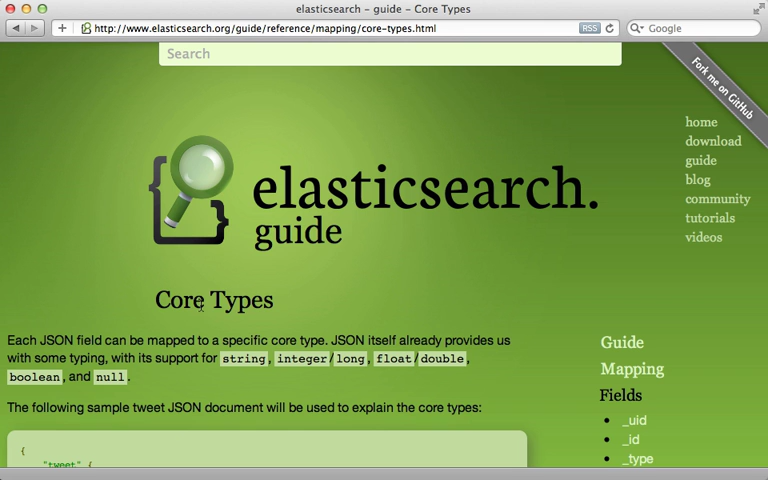 elasticsearch - guide - Core Types
http://www.elasticsearch.org/guide/reference/mapping/core-types.html
RSS
Google
Search
Fork me on GitHub
home
download
guide
blog
community
tutorials
videos
elasticsearch.
guide
Core Types
Each JSON field can be mapped to a specific core type. JSON itself already provides us
with some typing, with its support for string, integer/long, float/double,
boolean, and null.
The following sample tweet JSON document will be used to explain the core types:
{
"tweet" {
Guide
Mapping
Fields
• _uid
• _id
• _type